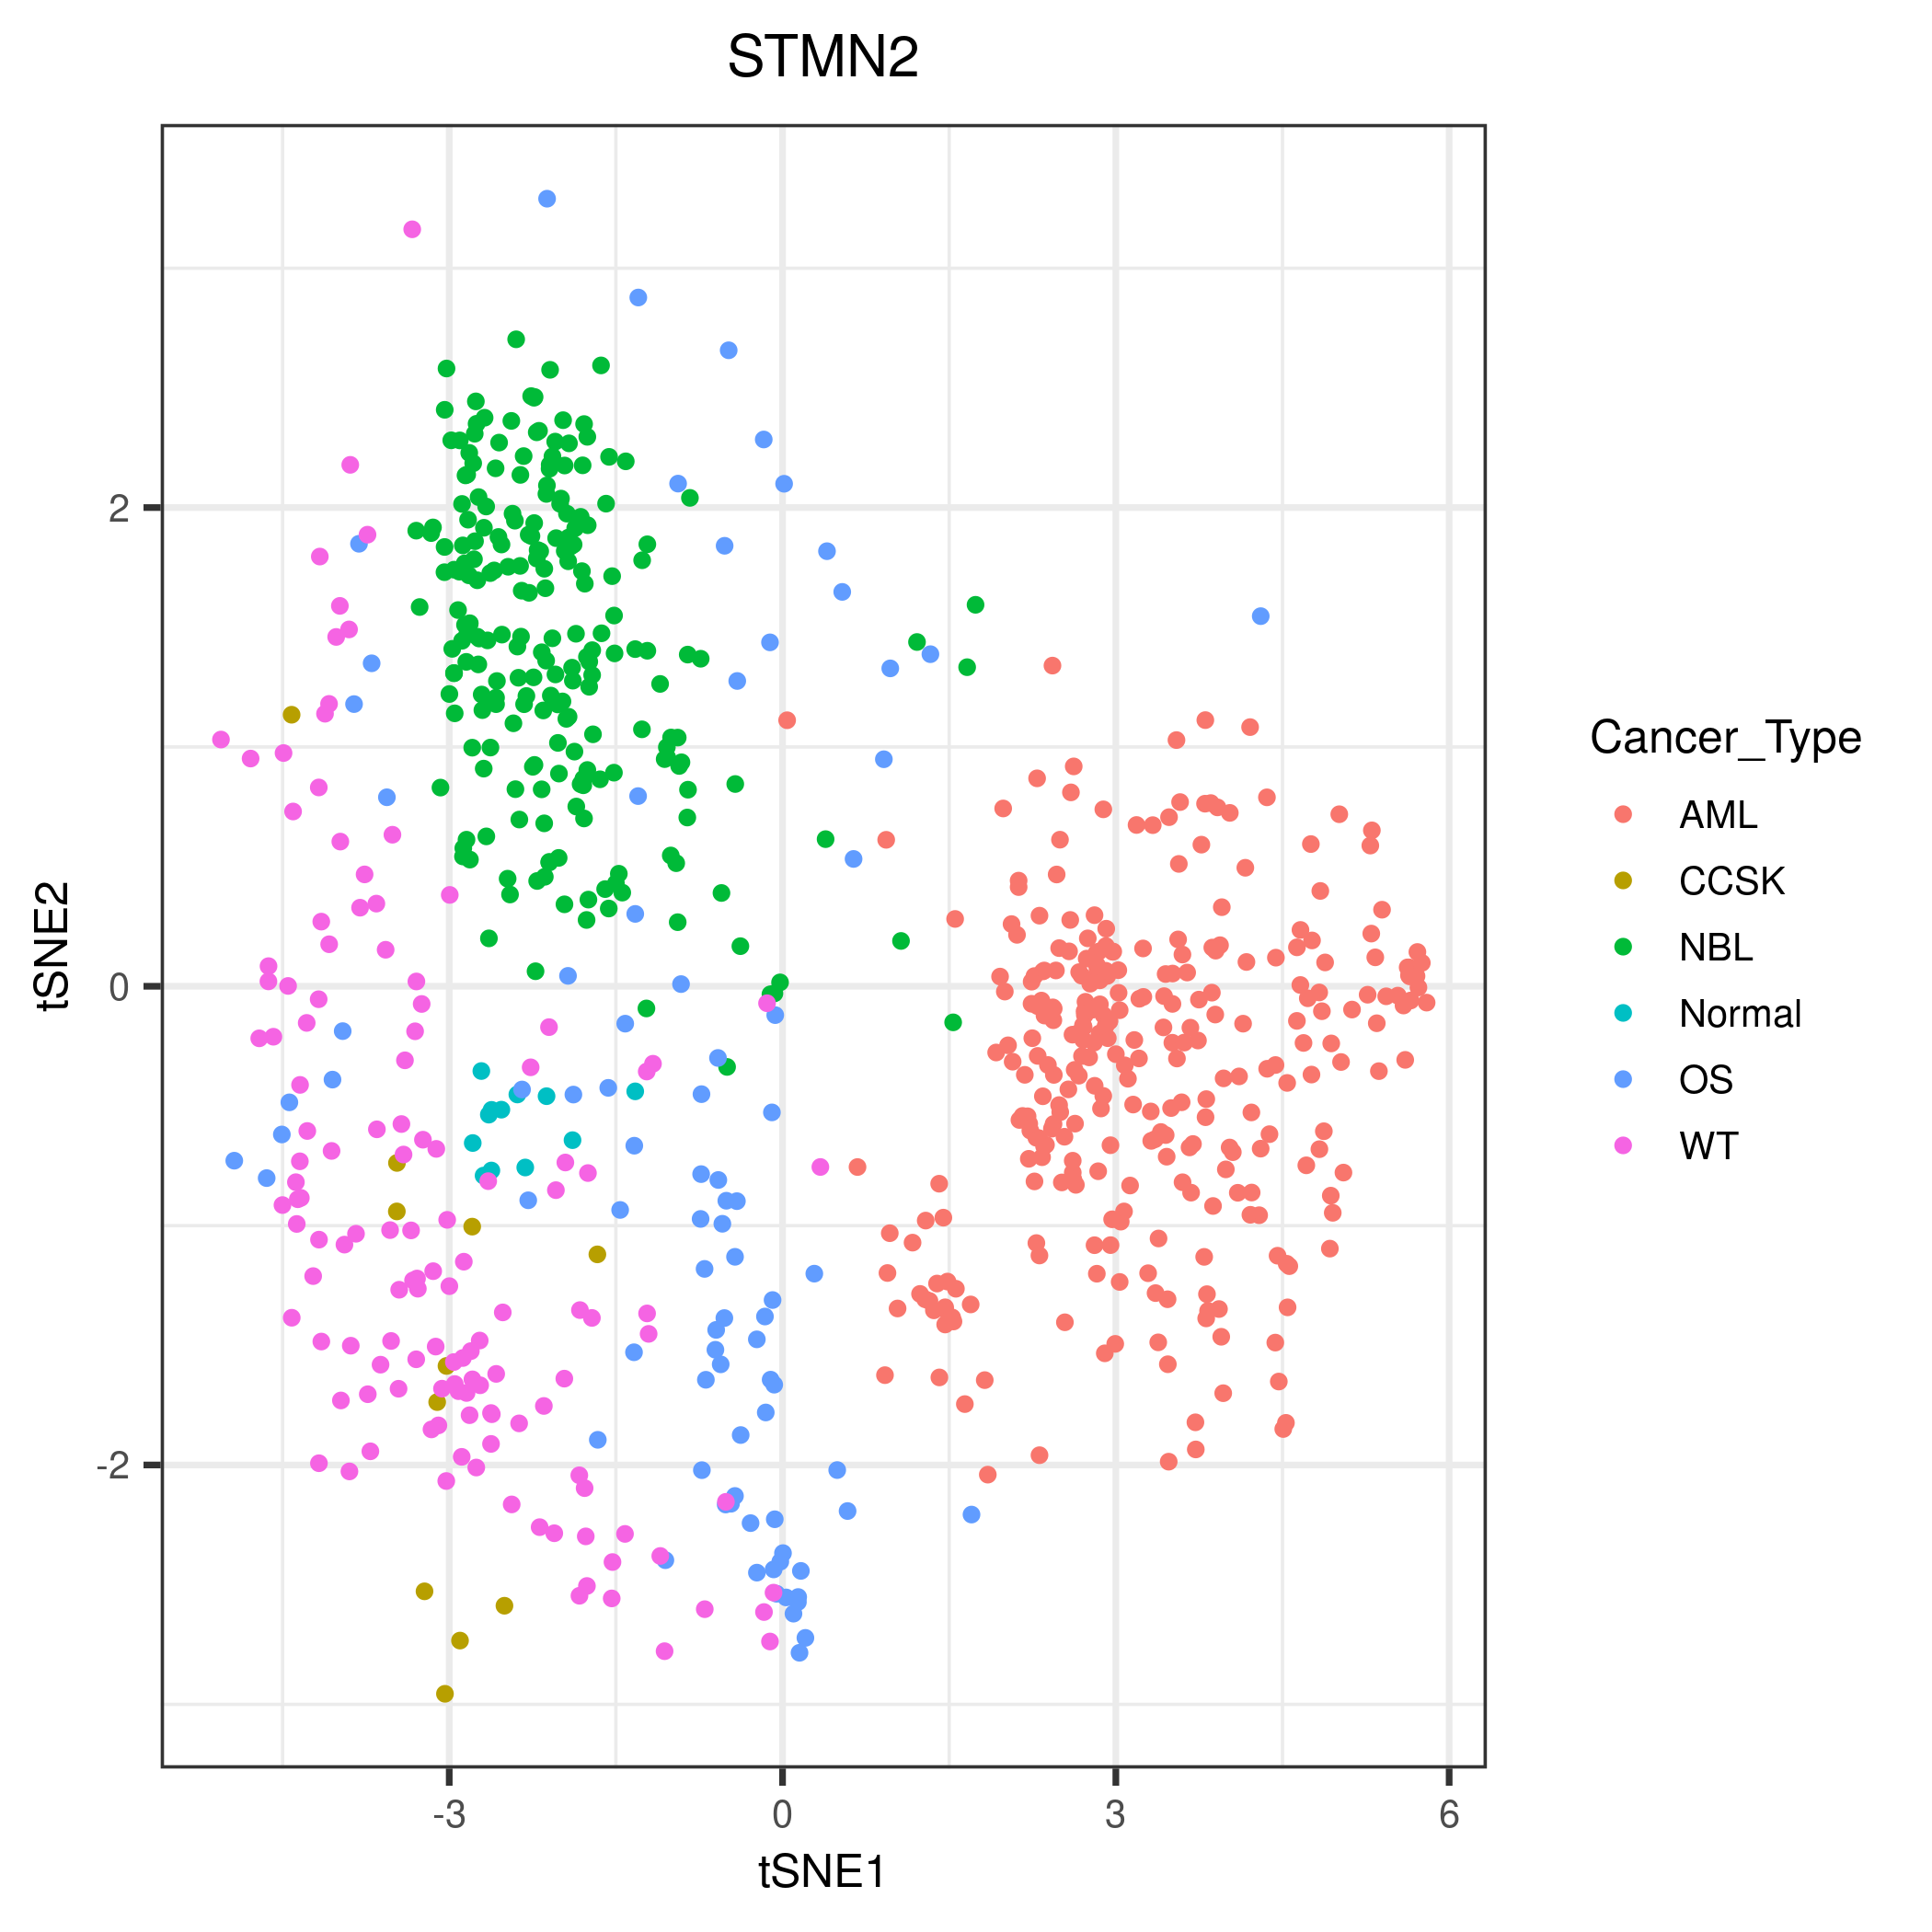 STMN2
tSNE2
2
0
-2
-3 0 3 6
tSNE1
Cancer_Type
AML
CCSK
NBL
Normal
OS
WT